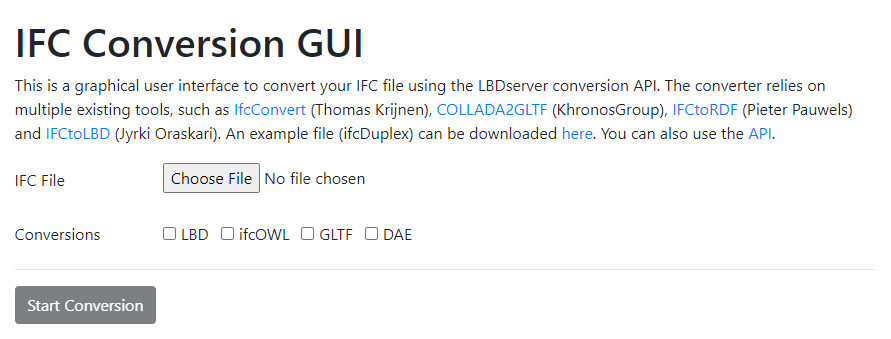 IFC Conversion GUI
This is a graphical user interface to convert your IFC file using the LBDserver conversion API. The converter relies on
multiple existing tools, such as IfcConvert (Thomas Krijnen), COLLADA2GLTF (KhronosGroup), IFCtoRDF (Pieter Pauwels)
and IFCtoLBD (Jyrki Oraskari). An example file (ifcDuplex) can be downloaded here. You can also use the API.
IFC File Choose File No file chosen
Conversions LBD ifcOWL GLTF DAE
Start Conversion